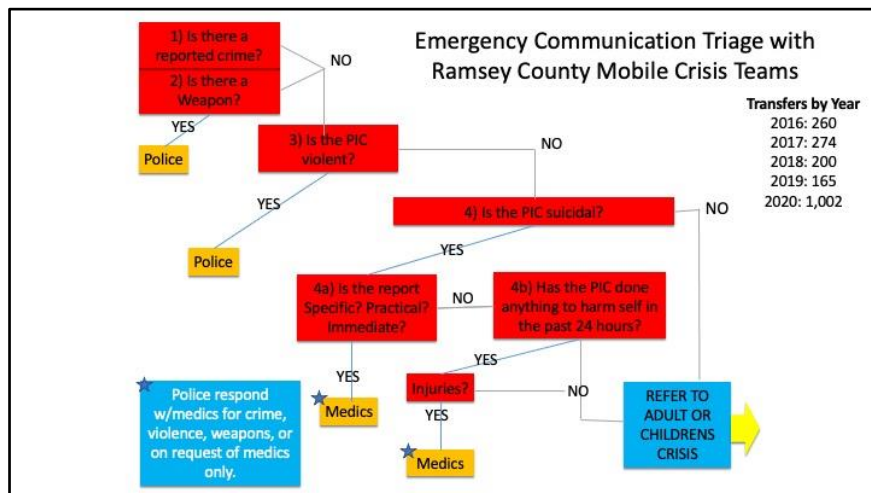 Emergency Communication Triage with
Ramsey County Mobile Crisis Teams
Transfers by Year
2016: 260
2017: 274
2018: 200
2019: 165
2020: 1,002
1) Is there a
reported crime?
2) Is there a
Weapon?
NO
YES
Police
3) Is the PIC
violent?
NO
YES
Police
4) Is the PIC suicidal?
NO
YES
4a) Is the report
Specific? Practical?
Immediate?
NO
4b) Has the PIC done
anything to harm self in
the past 24 hours?
YES
Medics
YES
NO
Injuries?
YES
Medics
REFER TO
ADULT OR
CHILDRENS
CRISIS
Police respond
w/medics for crime,
violence, weapons, or
on request of medics
only.